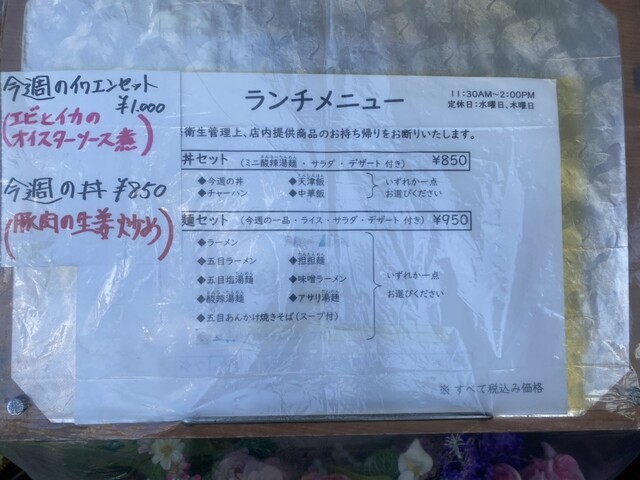 今週のイワエンセット
¥1.000
(エビとイカの
オイスターソース煮)
今週の丼 ¥850
(豚肉の生姜炒め)
ランチメニュー
11:30AM～2:00PM
定休日:水曜日、木曜日
衛生管理上、店内提供商品のお持ち帰りをお断りいたします。
丼セット (ミニ酸辣湯麺・サラダ・デザート 付き) ¥850
◆今週の丼 ◆天津飯
◆チャーハン ◆中華飯
いずれか一点
お選びください
麺セット (今週の一品・ライス・サラダ・デザート 付き) ¥950
◆ラーメン
◆五目ラーメン ◆担担麺
◆五目塩湯麺 ◆味噌ラーメン
◆酸辣湯麺 ◆アサリ湯麺
◆五目あんかけ焼きそば(スープ付)
いずれか一点
お選びください
※ すべて税込み価格